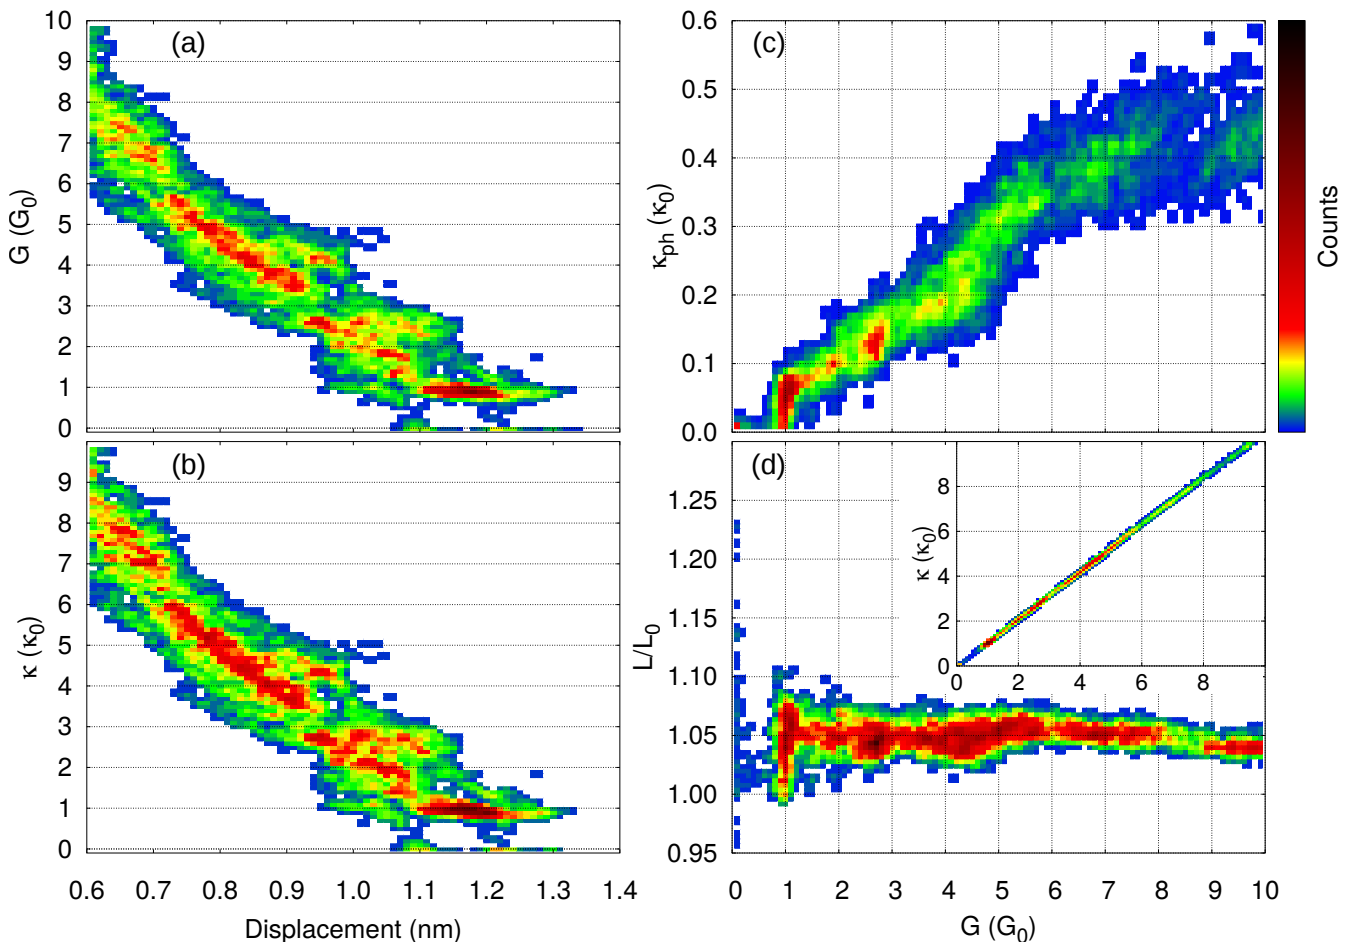 (a)
G (G0)
10
9
8
7
6
5
4
3
2
1
0
(b)
κ (κ0)
9
8
7
6
5
4
3
2
1
0
0.6 0.7 0.8 0.9 1.0 1.1 1.2 1.3 1.4
Displacement (nm)
(c)
κph (κ0)
0.6
0.5
0.4
0.3
0.2
0.1
0.0
Counts
(d)
L/L0
1.25
1.20
1.15
1.10
1.05
1.00
0.95
κ (κ0)
8
6
4
2
0
0 2 4 6 8
0 1 2 3 4 5 6 7 8 9 10
G (G0)